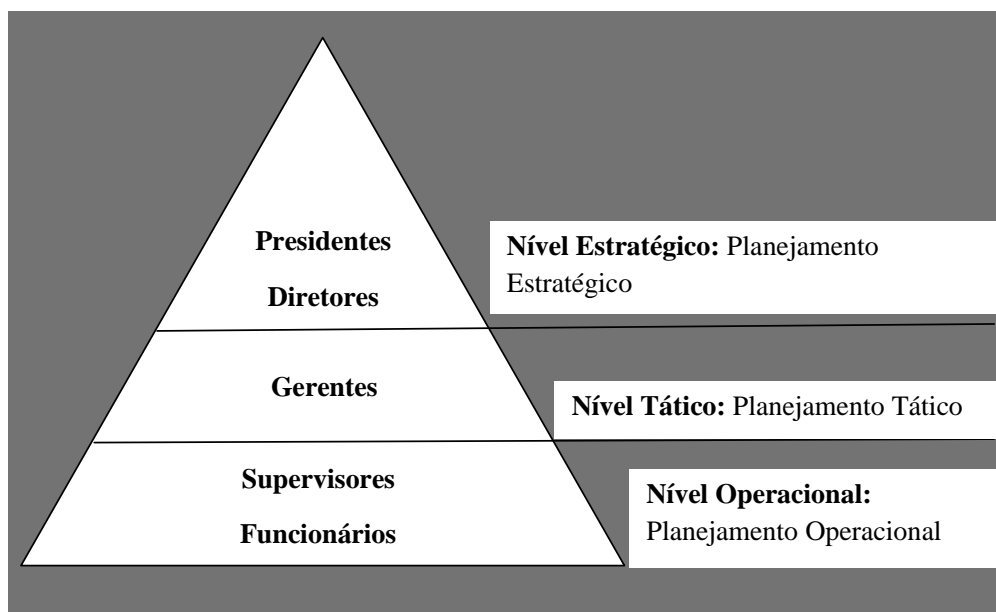 Presidentes
Diretores
Nível Estratégico: Planejamento
Estratégico
Gerentes
Nível Tático: Planejamento Tático
Supervisores
Funcionários
Nível Operacional:
Planejamento Operacional